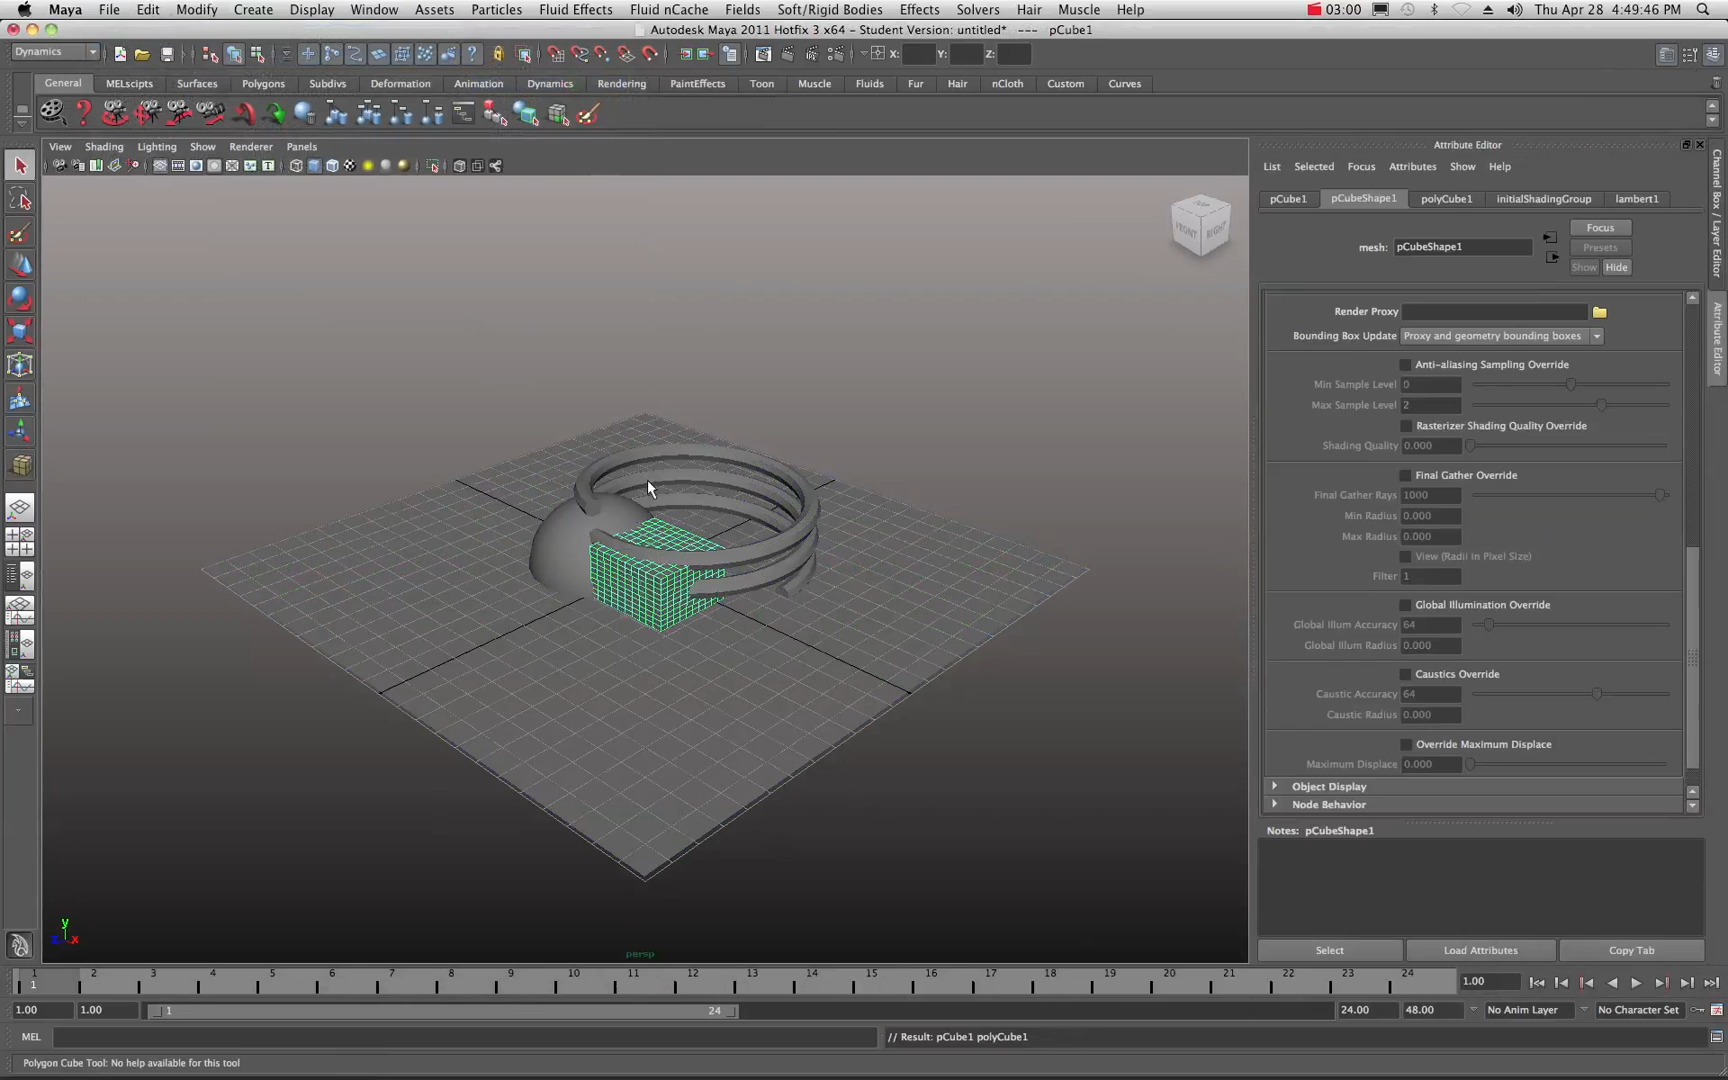 Maya File Edit Modify Create Display Window Assets Particles Fluid Effects Fluid nCache Fields Soft/Rigid Bodies Effects Solvers Hair Muscle Help 03:00 Thu Apr 28 4:49:46 PM
Autodesk Maya 2011 Hotfix 3 x64 - Student Version: untitled* --- pCube1
Dynamics X: Y: Z:
General MELscipts Surfaces Polygons Subdivs Deformation Animation Dynamics Rendering PaintEffects Toon Muscle Fluids Fur Hair nCloth Custom Curves
View Shading Lighting Show Renderer Panels
Attribute Editor
List Selected Focus Attributes Show Help
pCube1 pCubeShape1 polyCube1 initialShadingGroup lambert1
Focus
mesh: pCubeShape1
Presets
Show Hide
Render Proxy
Bounding Box Update Proxy and geometry bounding boxes
Anti-aliasing Sampling Override
Min Sample Level 0
Max Sample Level 2
Rasterizer Shading Quality Override
Shading Quality 0.000
Final Gather Override
Final Gather Rays 1000
Min Radius 0.000
Max Radius 0.000
View (Radii in Pixel Size)
Filter 1
Global Illumination Override
Global Illum Accuracy 64
Global Illum Radius 0.000
Caustics Override
Caustic Accuracy 64
Caustic Radius 0.000
Override Maximum Displace
Maximum Displace 0.000
Object Display
Node Behavior
Notes: pCubeShape1
Select Load Attributes Copy Tab
Channel Box / Layer Editor
Attribute Editor
FRONT RIGHT
y
z x
persp
1 2 3 4 5 6 7 8 9 10 11 12 13 14 15 16 17 18 19 20 21 22 23 24
1 1.00
1.00 1.00 1 24 24.00 48.00 No Anim Layer No Character Set
MEL // Result: pCube1 polyCube1
Polygon Cube Tool: No help available for this tool